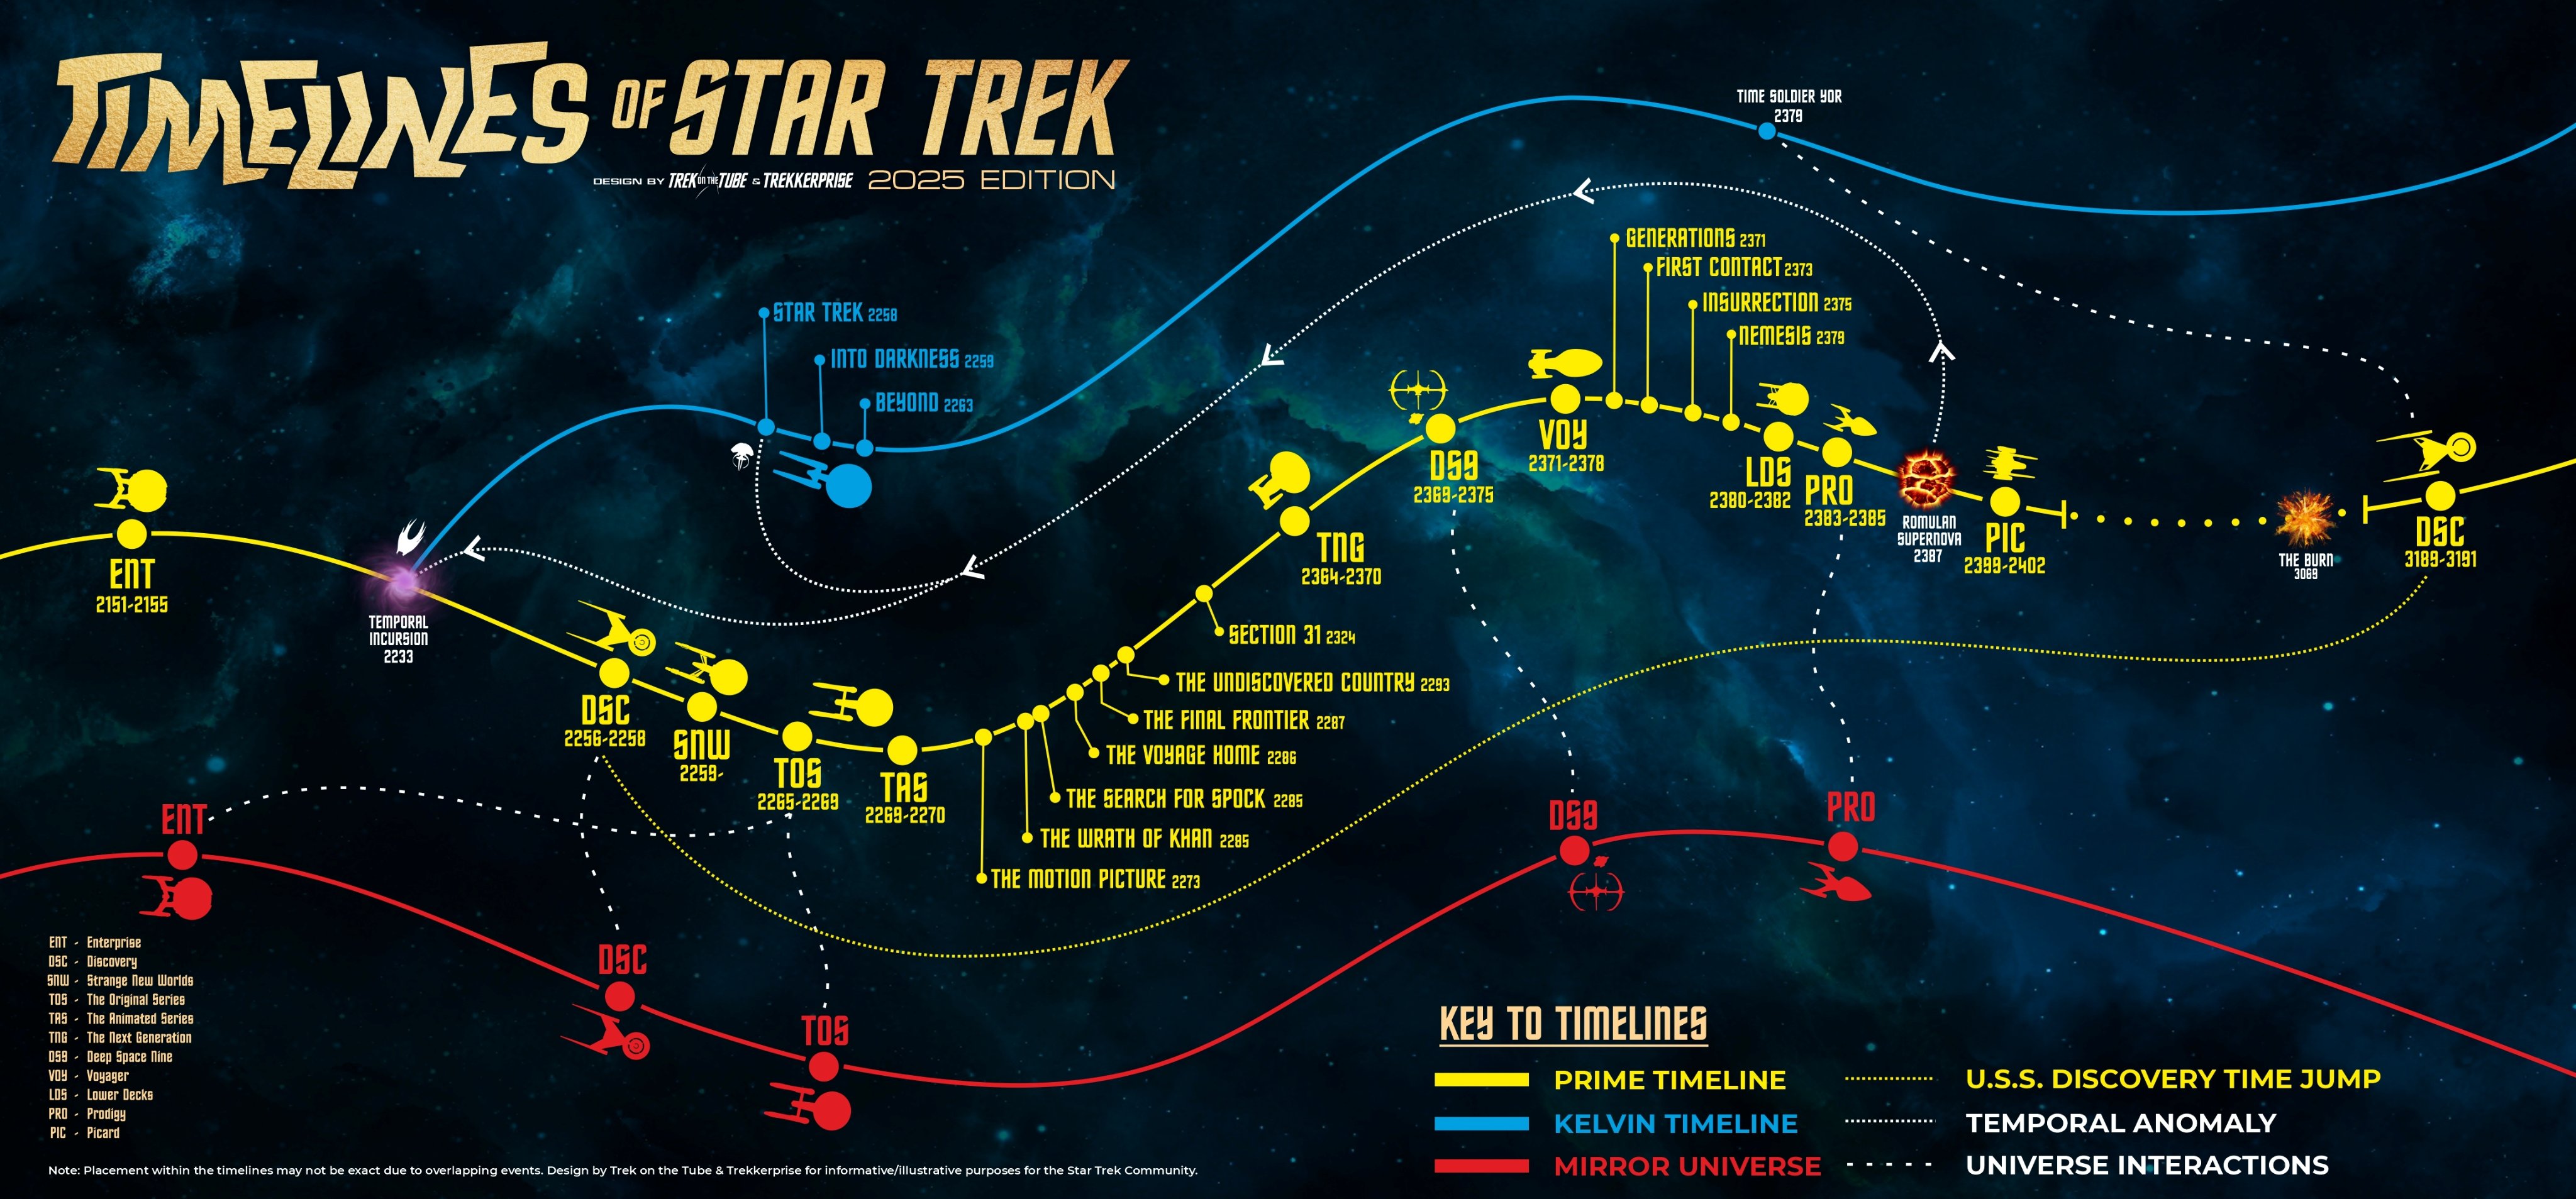 TIMELINES OF STAR TREK
DESIGN BY TREK ON THE TUBE & TREKKERPRISE 2025 EDITION
TIME SOLDIER YOR
2379
GENERATIONS 2371
FIRST CONTACT 2373
INSURRECTION 2375
NEMESIS 2379
STAR TREK 2258
INTO DARKNESS 2259
BEYOND 2263
ENT
2151-2155
TEMPORAL
INCURSION
2233
DSC
2256-2258
SNW
2259-
TOS
2265-2269
TAS
2269-2270
THE MOTION PICTURE 2273
THE WRATH OF KHAN 2285
THE SEARCH FOR SPOCK 2285
THE VOYAGE HOME 2286
THE FINAL FRONTIER 2287
THE UNDISCOVERED COUNTRY 2293
SECTION 31 2324
TNG
2364-2370
DS9
2369-2375
VOY
2371-2378
LDS
2380-2382
PRO
2383-2385
ROMULAN
SUPERNOVA
2387
PIC
2399-2402
THE BURN
3069
DSC
3189-3191
ENT
DSC
TOS
DS9
PRO
ENT - Enterprise
DSC - Discovery
SNW - Strange New Worlds
TOS - The Original Series
TAS - The Animated Series
TNG - The Next Generation
DS9 - Deep Space Nine
VOY - Voyager
LDS - Lower Decks
PRO - Prodigy
PIC - Picard
KEY TO TIMELINES
PRIME TIMELINE
KELVIN TIMELINE
MIRROR UNIVERSE
U.S.S. DISCOVERY TIME JUMP
TEMPORAL ANOMALY
UNIVERSE INTERACTIONS
Note: Placement within the timelines may not be exact due to overlapping events. Design by Trek on the Tube & Trekkerprise for informative/illustrative purposes for the Star Trek Community.